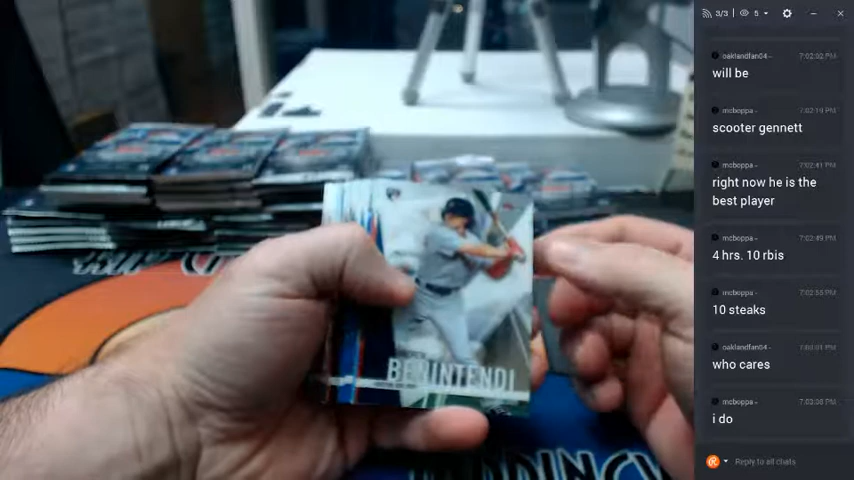 3/3
5
oaklandfan04 -
7:02:02 PM
will be
mcboppa -
7:02:19 PM
scooter gennett
mcboppa -
7:02:41 PM
right now he is the
best player
mcboppa -
7:02:49 PM
4 hrs. 10 rbis
mcboppa -
7:02:55 PM
10 steaks
oaklandfan04 -
7:03:01 PM
who cares
mcboppa -
7:03:08 PM
i do
Reply to all chats
BENINTENDI